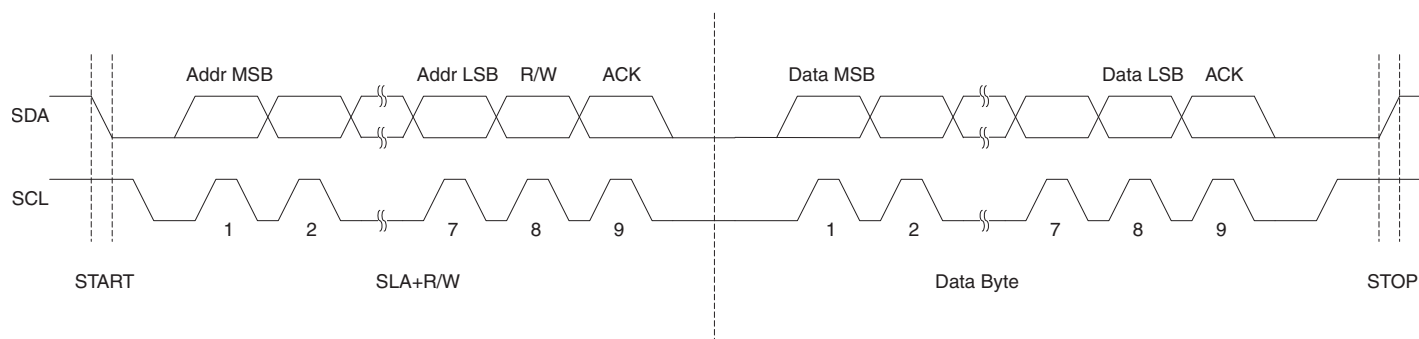 Addr MSB Addr LSB R/W ACK Data MSB Data LSB ACK
SDA
SCL
1 2 7 8 9 1 2 7 8 9
START SLA+R/W Data Byte STOP